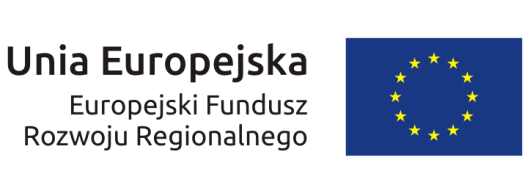 Unia Europejska
Europejski Fundusz
Rozwoju Regionalnego